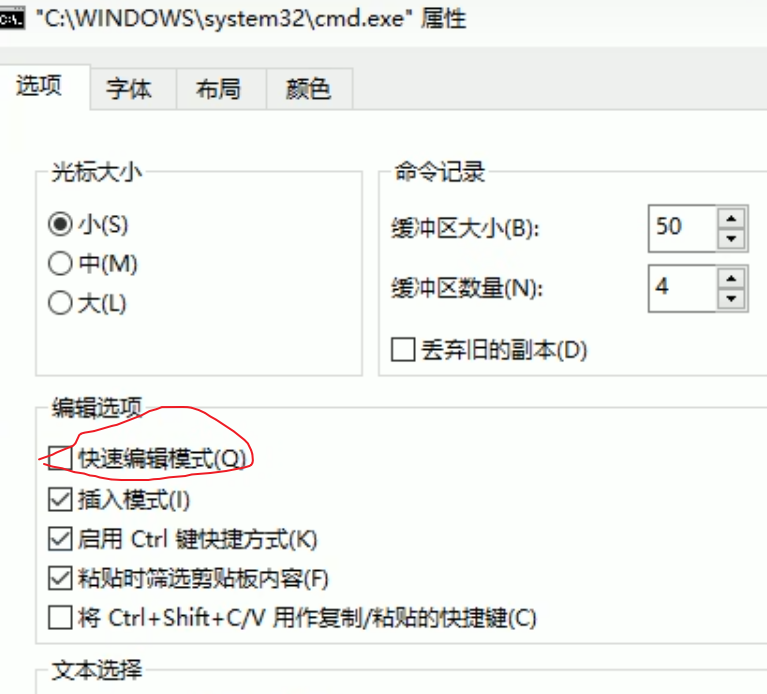 "C:\WINDOWS\system32\cmd.exe" 属性
选项 字体 布局 颜色
光标大小
小(S)
中(M)
大(L)
命令记录
缓冲区大小(B): 50
缓冲区数量(N): 4
丢弃旧的副本(D)
编辑选项
快速编辑模式(Q)
插入模式(I)
启用 Ctrl 键快捷方式(K)
粘贴时筛选剪贴板内容(F)
将 Ctrl+Shift+C/V 用作复制/粘贴的快捷键(C)
文本选择